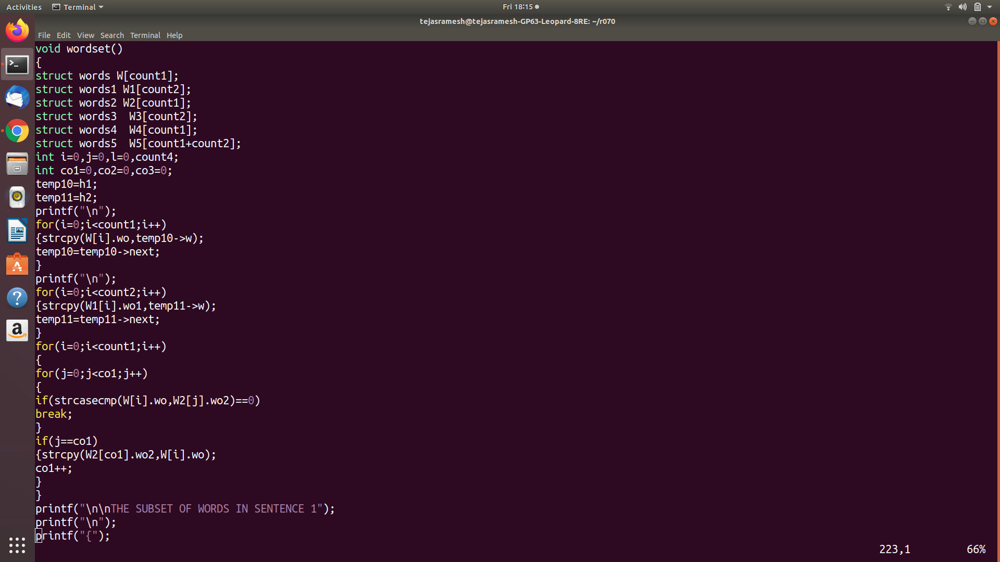 Activities Terminal Fri 18:15
tejasramesh@tejasramesh-GP63-Leopard-8RE: ~/r070
File Edit View Search Terminal Help
void wordset()
{
struct words W[count1];
struct words1 W1[count2];
struct words2 W2[count1];
struct words3  W3[count2];
struct words4  W4[count1];
struct words5  W5[count1+count2];
int i=0,j=0,l=0,count4;
int co1=0,co2=0,co3=0;
temp10=h1;
temp11=h2;
printf("\n");
for(i=0;i<count1;i++)
{strcpy(W[i].wo,temp10->w);
temp10=temp10->next;
}
printf("\n");
for(i=0;i<count2;i++)
{strcpy(W1[i].wo1,temp11->w);
temp11=temp11->next;
}
for(i=0;i<count1;i++)
{
for(j=0;j<co1;j++)
{
if(strcasecmp(W[i].wo,W2[j].wo2)==0)
break;
}
if(j==co1)
{strcpy(W2[co1].wo2,W[i].wo);
co1++;
}
}
printf("\n\nTHE SUBSET OF WORDS IN SENTENCE 1");
printf("\n");
printf("{");
223,1 66%